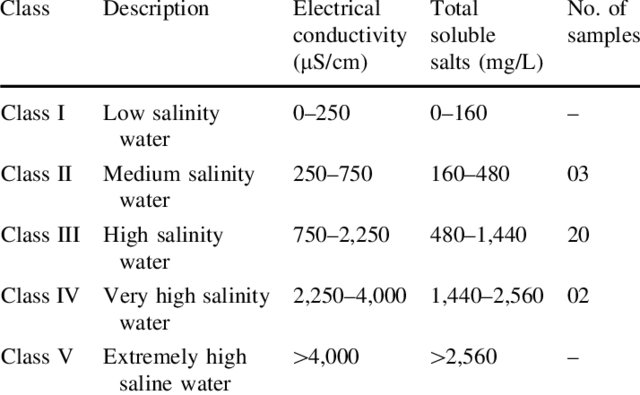 Class Description Electrical Total No. of
conductivity soluble samples
(μS/cm) salts (mg/L)
Class I Low salinity 0–250 0–160 –
water
Class II Medium salinity 250–750 160–480 03
water
Class III High salinity 750–2,250 480–1,440 20
water
Class IV Very high salinity 2,250–4,000 1,440–2,560 02
water
Class V Extremely high >4,000 >2,560 –
saline water